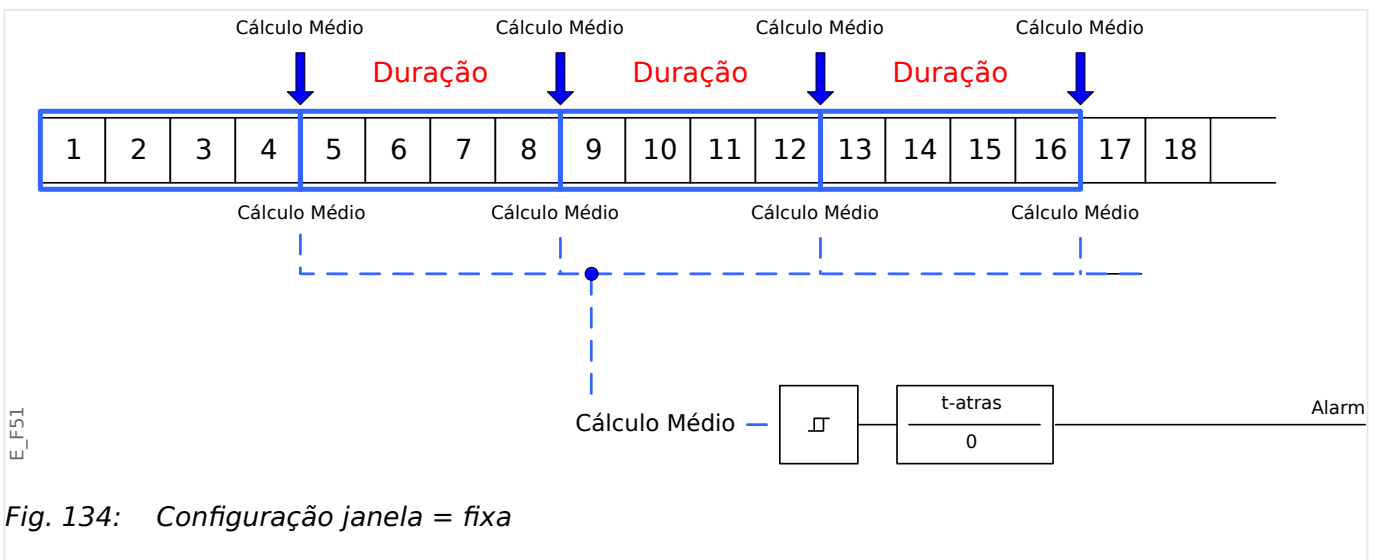 Cálculo Médio Cálculo Médio Cálculo Médio Cálculo Médio
Duração Duração Duração
1 2 3 4 5 6 7 8 9 10 11 12 13 14 15 16 17 18
Cálculo Médio Cálculo Médio Cálculo Médio Cálculo Médio
Cálculo Médio
t-atras
0
Alarm
E_F51
Fig. 134: Configuração janela = fixa